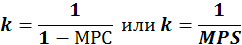 k = 1 / (1 − MPC) или k = 1 / MPS